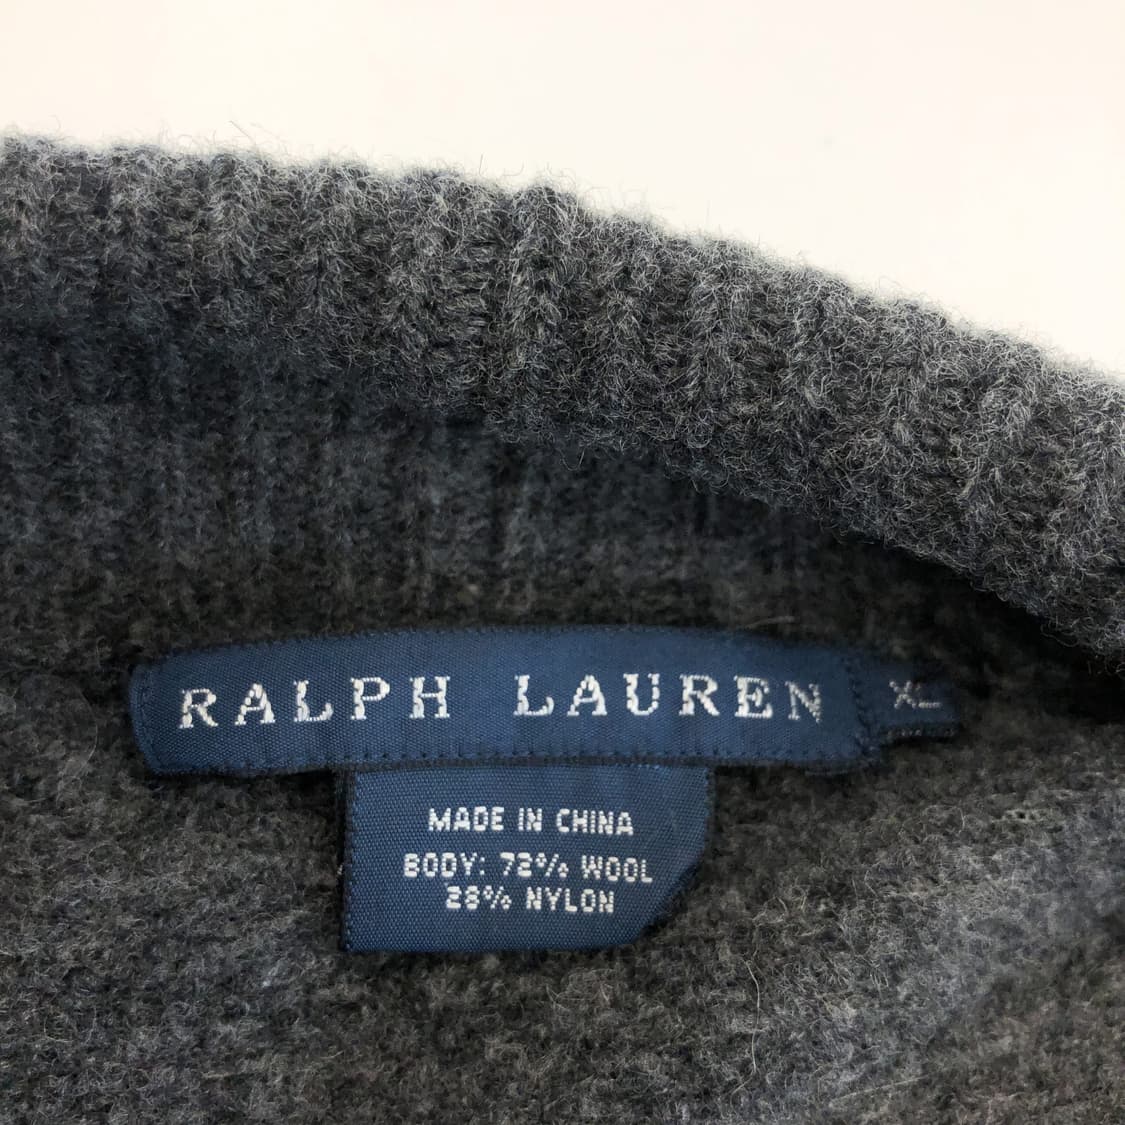 RALPH LAUREN XL
MADE IN CHINA
BODY: 72% WOOL
28% NYLON